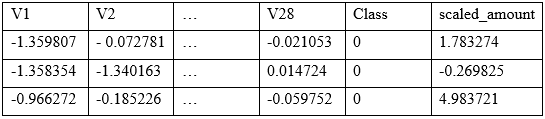 V1 V2 … V28 Class scaled_amount
-1.359807 - 0.072781 … -0.021053 0 1.783274
-1.358354 -1.340163 … 0.014724 0 -0.269825
-0.966272 -0.185226 … -0.059752 0 4.983721